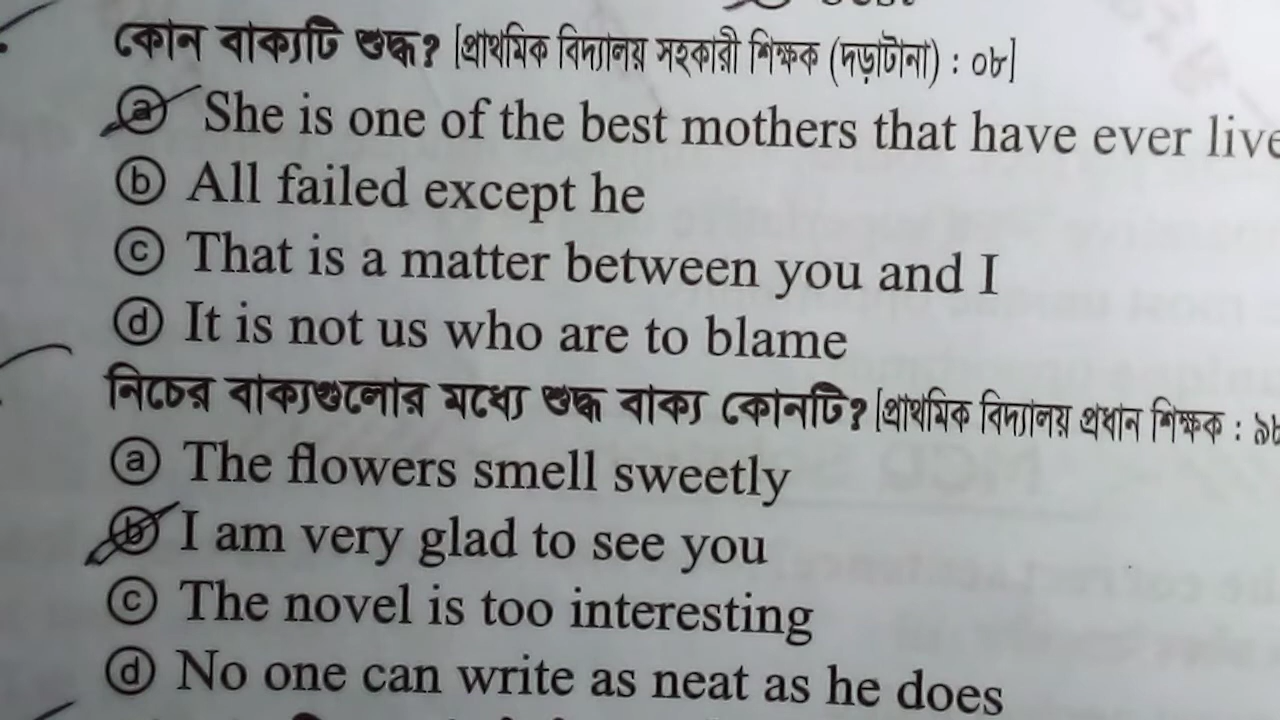 কোন বাক্যটি শুদ্ধ? [প্রাথমিক বিদ্যালয় সহকারী শিক্ষক (দড়াটানা) : ০৮]
ⓐ She is one of the best mothers that have ever live
ⓑ All failed except he
ⓒ That is a matter between you and I
ⓓ It is not us who are to blame
নিচের বাক্যগুলোর মধ্যে শুদ্ধ বাক্য কোনটি? [প্রাথমিক বিদ্যালয় প্রধান শিক্ষক :
ⓐ The flowers smell sweetly
ⓑ I am very glad to see you
ⓒ The novel is too interesting
ⓓ No one can write as neat as he does